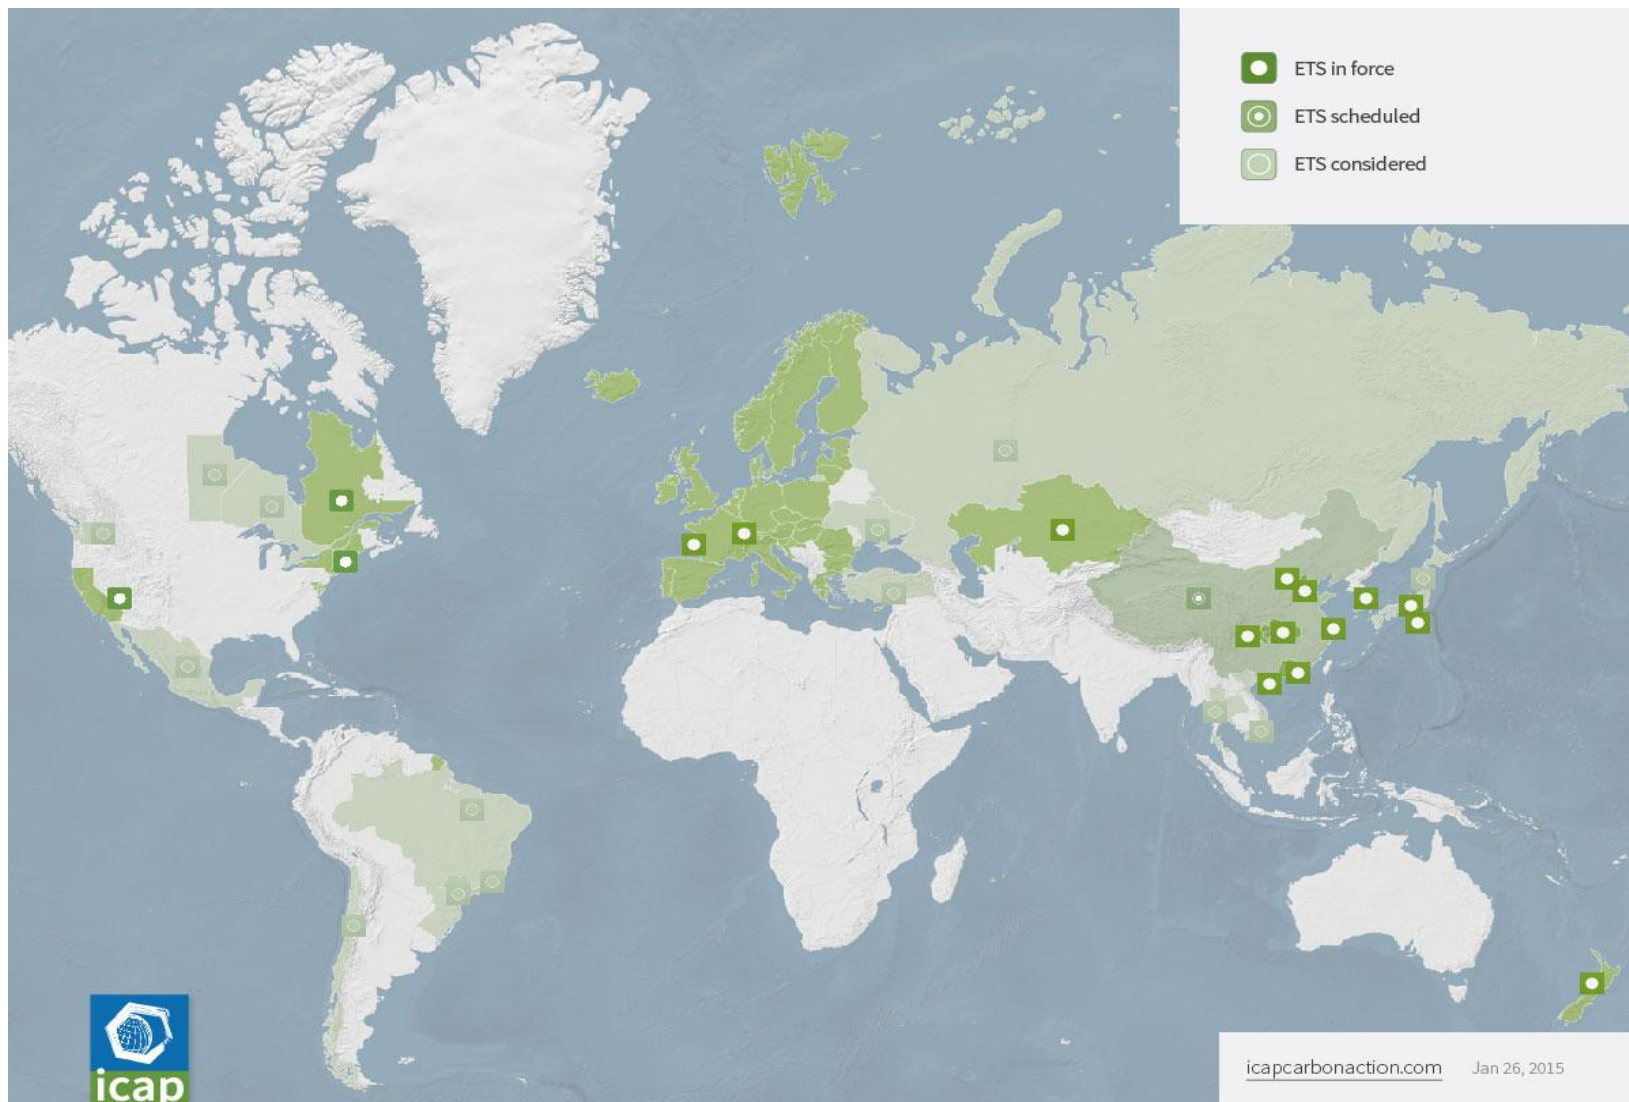 ETS in force
ETS scheduled
ETS considered
icap
icapcarbonaction.com Jan 26, 2015